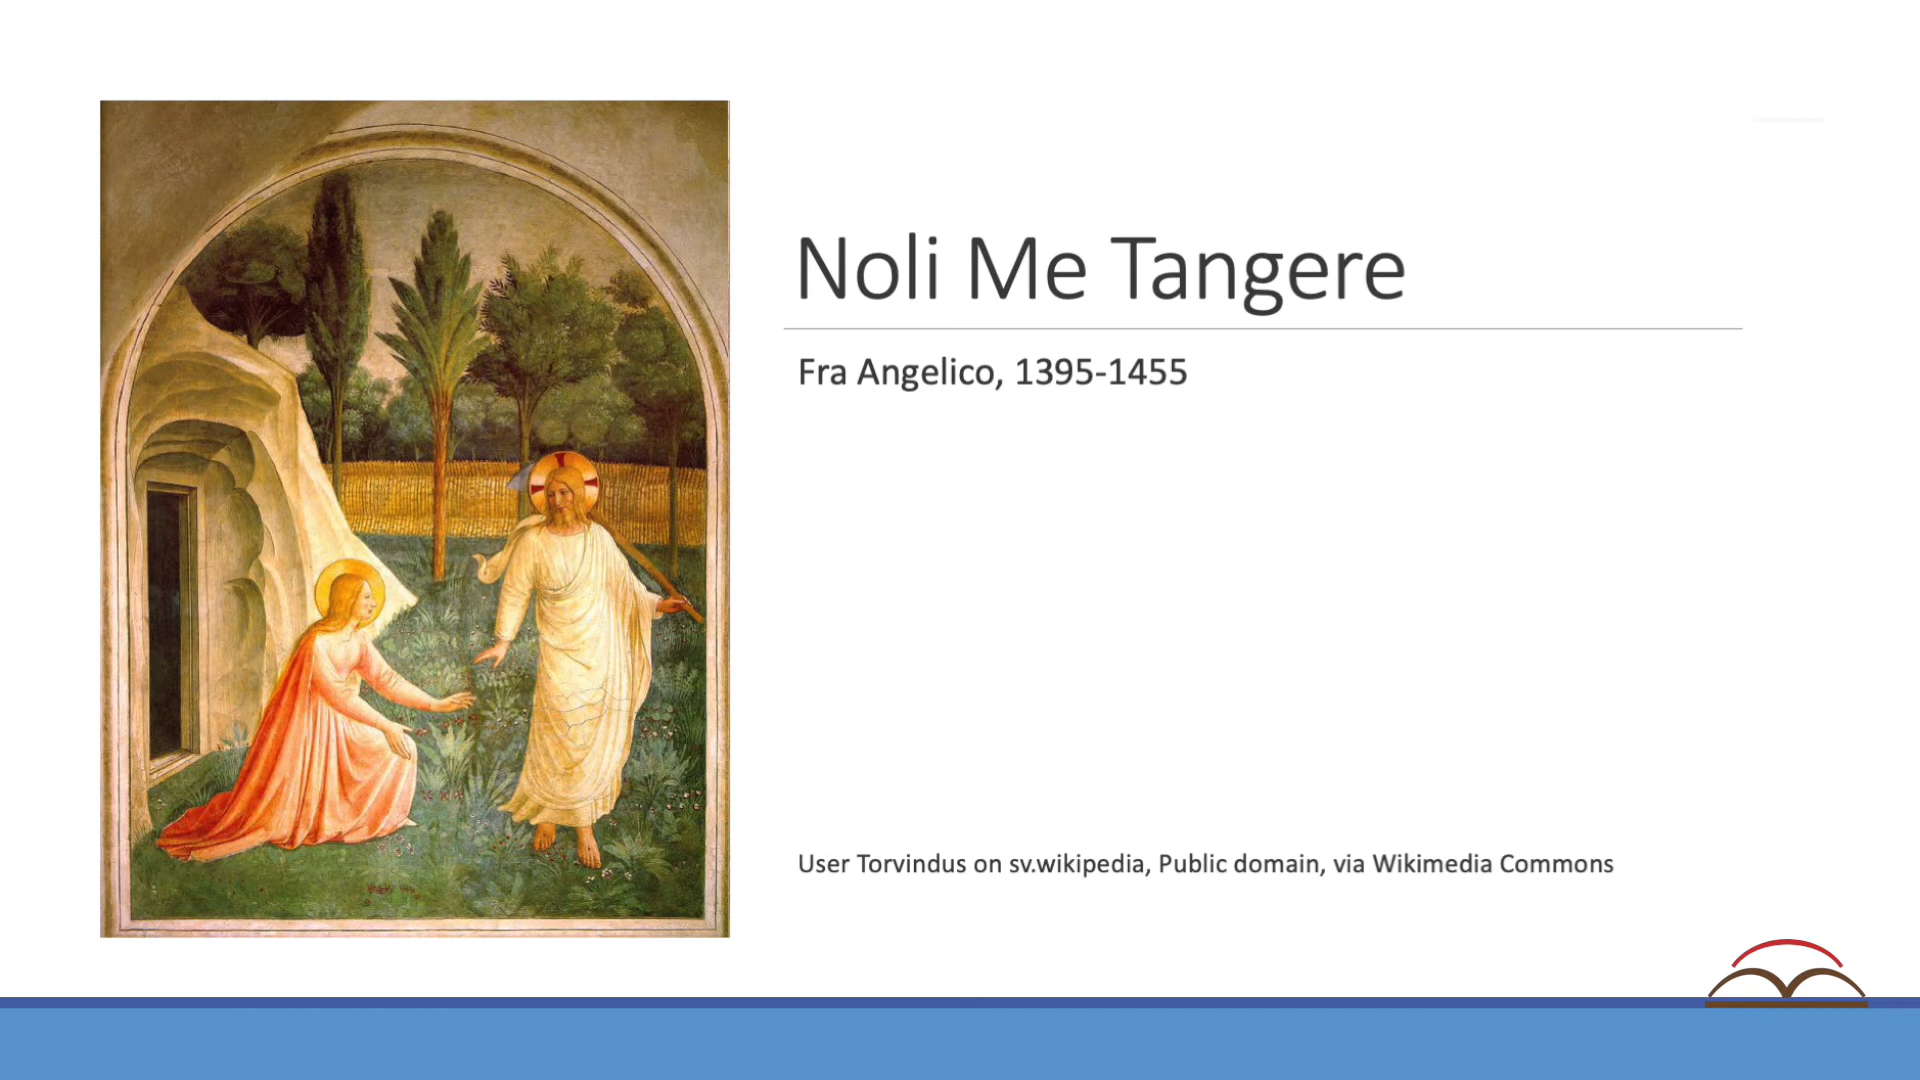 Noli Me Tangere
Fra Angelico, 1395-1455
User Torvindus on sv.wikipedia, Public domain, via Wikimedia Commons